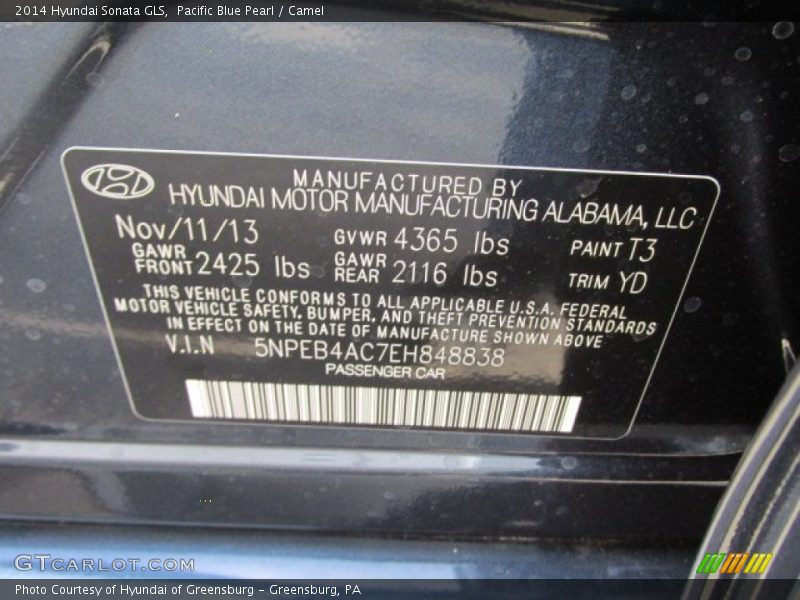 2014 Hyundai Sonata GLS,  Pacific Blue Pearl / Camel
MANUFACTURED BY
HYUNDAI MOTOR MANUFACTURING ALABAMA, LLC
Nov/11/13 GVWR 4365 lbs PAINT T3
GAWR FRONT 2425 lbs GAWR REAR 2116 lbs TRIM YD
THIS VEHICLE CONFORMS TO ALL APPLICABLE U.S.A. FEDERAL
MOTOR VEHICLE SAFETY, BUMPER, AND THEFT PREVENTION STANDARDS
IN EFFECT ON THE DATE OF MANUFACTURE SHOWN ABOVE
V.I.N 5NPEB4AC7EH848838
PASSENGER CAR
GTCARLOT.COM
Photo Courtesy of Hyundai of Greensburg – Greensburg, PA